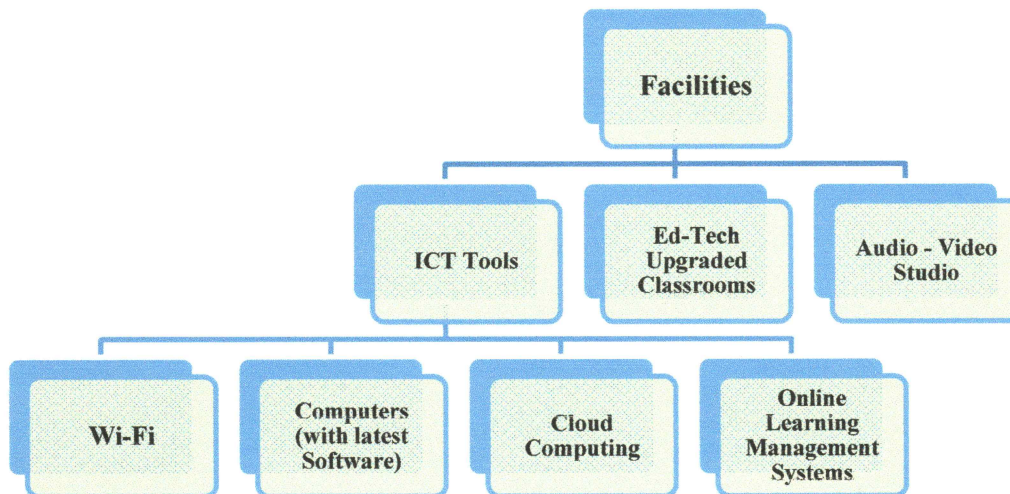 Facilities
ICT Tools
Ed-Tech
Upgraded
Classrooms
Audio - Video
Studio
Wi-Fi
Computers
(with latest
Software)
Cloud
Computing
Online
Learning
Management
Systems